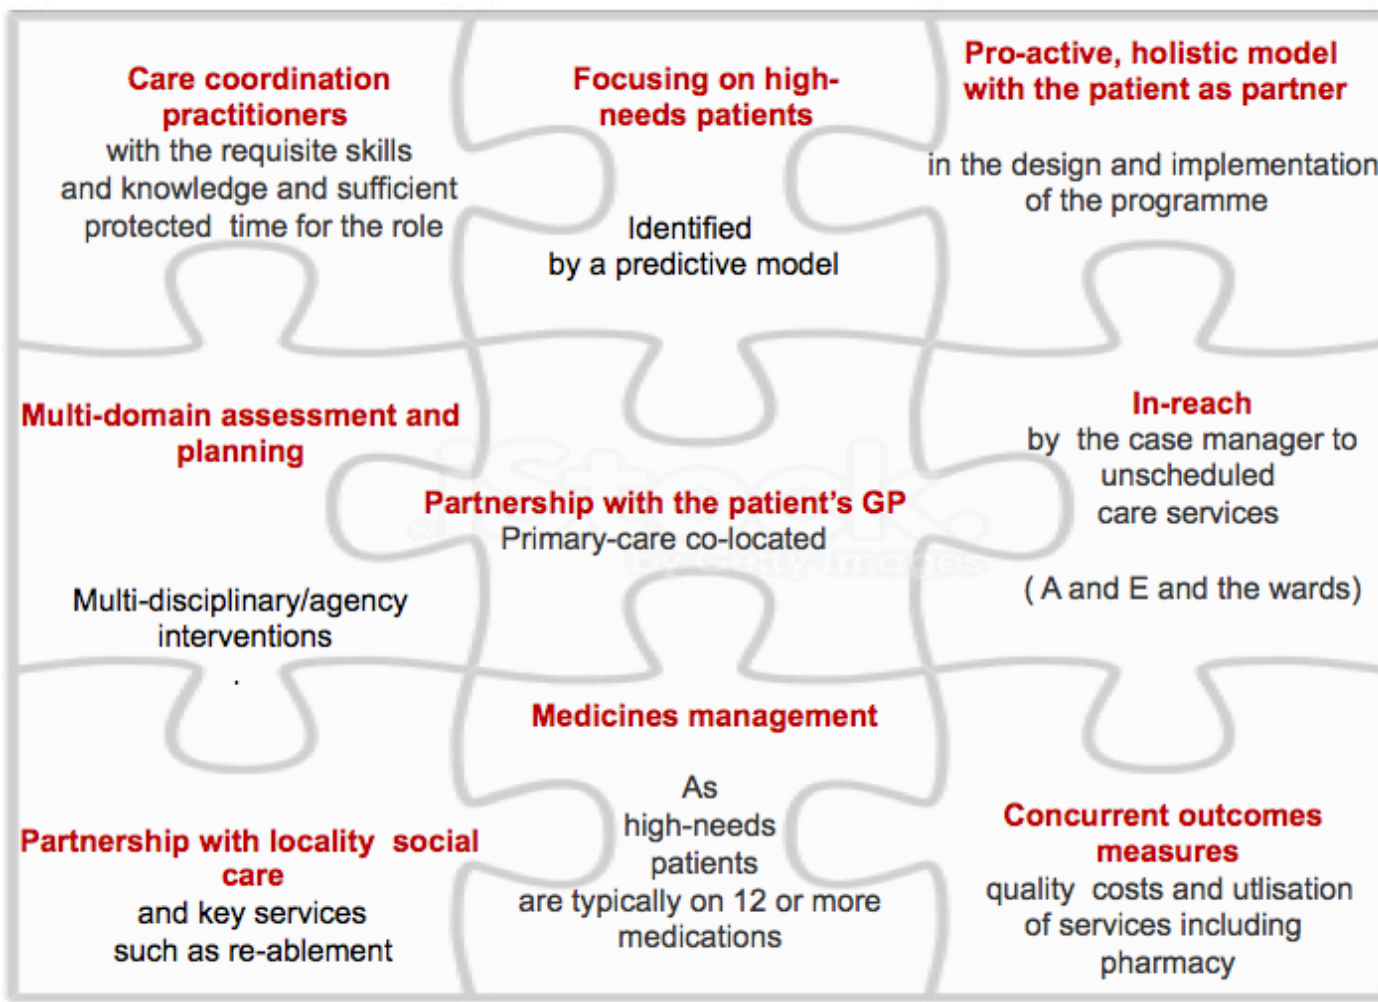 Care coordination
practitioners
with the requisite skills
and knowledge and sufficient
protected time for the role
Focusing on high-
needs patients
Identified
by a predictive model
Pro-active, holistic model
with the patient as partner
in the design and implementation
of the programme
Multi-domain assessment and
planning
Multi-disciplinary/agency
interventions
.
Partnership with the patient’s GP
Primary-care co-located
iStock.
by Getty Images
In-reach
by the case manager to
unscheduled
care services
( A and E and the wards)
Partnership with locality social
care
and key services
such as re-ablement
Medicines management
As
high-needs
patients
are typically on 12 or more
medications
Concurrent outcomes
measures
quality costs and utlisation
of services including
pharmacy